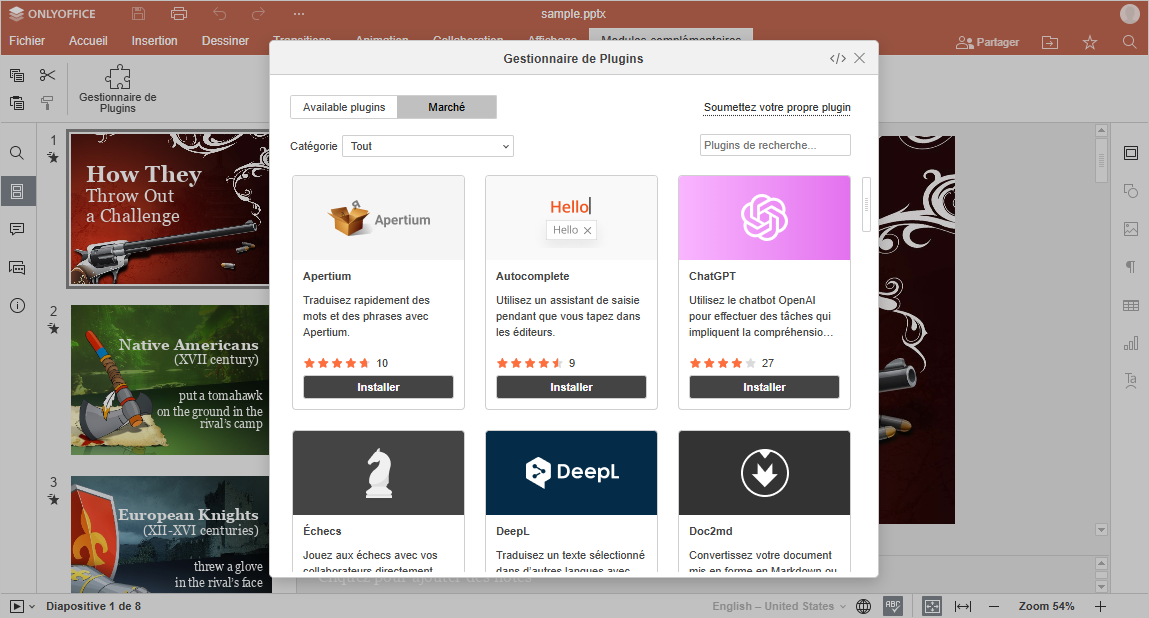 ONLYOFFICE
sample.pptx
Fichier Accueil Insertion Dessiner Transitions Animation Collaboration Affichage Modules complémentaires
Partager
Gestionnaire de
Plugins
Gestionnaire de Plugins
</>
Available plugins Marché
Soumettez votre propre plugin
Catégorie Tout
Plugins de recherche...
1
How They
Throw Out
a Challenge
2
Native Americans
(XVII century)
put a tomahawk
on the ground in the
rival's camp
3
European Knights
(XII-XVI centuries)
threw a glove
in the rival's face
Apertium
Apertium
Traduisez rapidement des
mots et des phrases avec
Apertium.
10
Installer
Hello
Hello
Autocomplete
Utilisez un assistant de saisie
pendant que vous tapez dans
les éditeurs.
9
Installer
ChatGPT
Utilisez le chatbot OpenAI
pour effectuer des tâches qui
impliquent la compréhensio...
27
Installer
Échecs
Jouez aux échecs avec vos
collaborateurs directement
DeepL
DeepL
Traduisez un texte sélectionné
dans d'autres langues avec
Doc2md
Convertissez votre document
mis en forme en Markdown ou
Cliquez pour ajouter des notes
Diapositive 1 de 8
English – United States
ABC
Zoom 54%